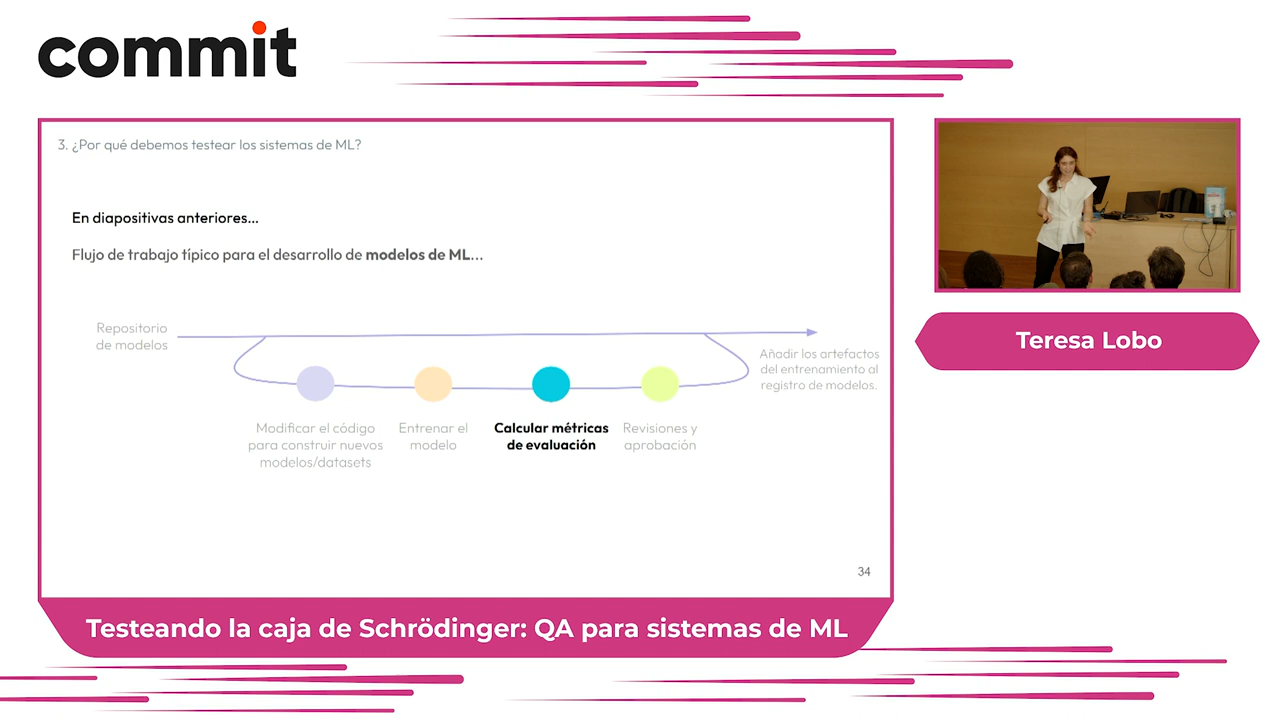 commit
3. ¿Por qué debemos testear los sistemas de ML?
En diapositivas anteriores...
Flujo de trabajo típico para el desarrollo de modelos de ML...
Repositorio
de modelos
Añadir los artefactos
del entrenamiento al
registro de modelos.
Modificar el código
para construir nuevos
modelos/datasets
Entrenar el
modelo
Calcular métricas
de evaluación
Revisiones y
aprobación
34
Teresa Lobo
Testeando la caja de Schrödinger: QA para sistemas de ML